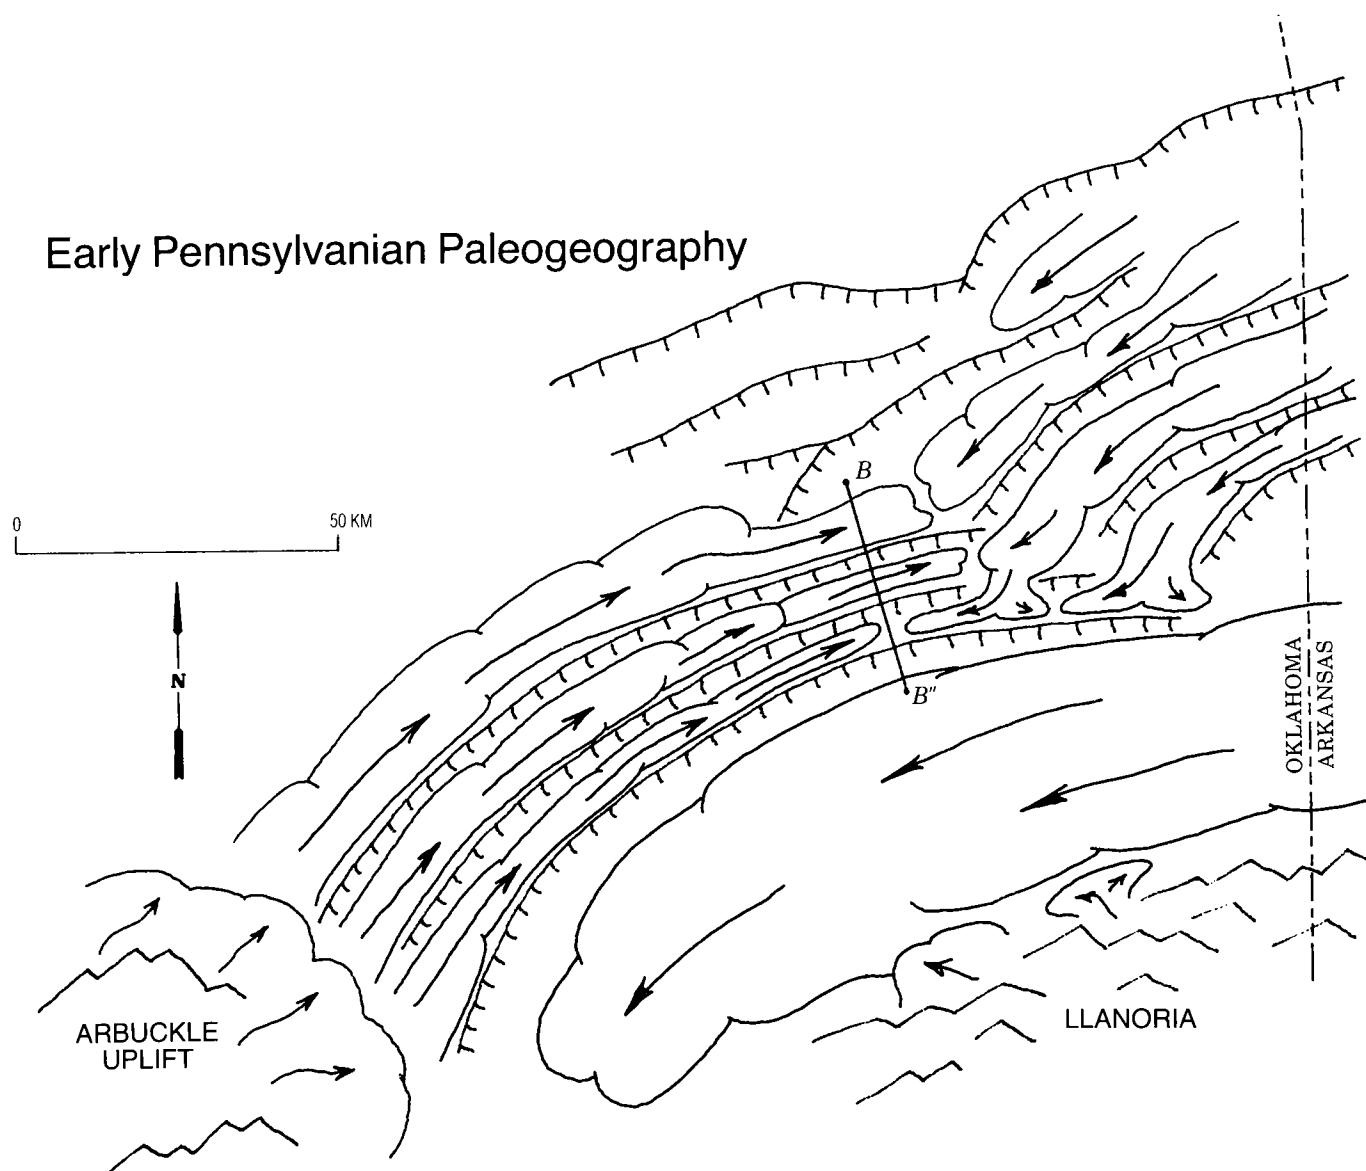 Early Pennsylvanian Paleogeography
B
0
50 KM
N
B"
OKLAHOMA
ARKANSAS
ARBUCKLE
UPLIFT
LLANORIA